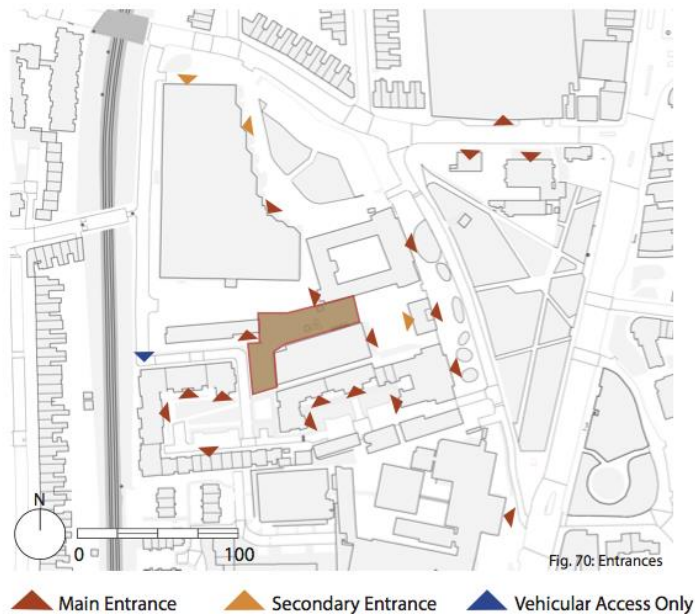 N
0 100
Fig. 70: Entrances
Main Entrance Secondary Entrance Vehicular Access Only